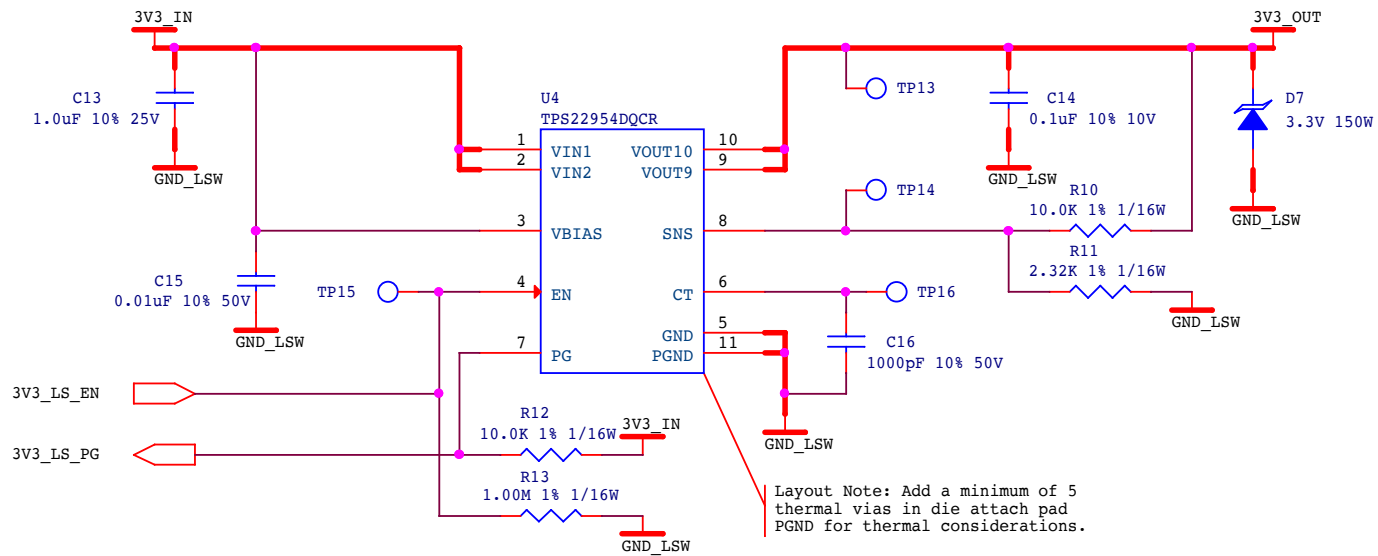 3V3_IN
3V3_OUT
C13
1.0uF 10% 25V
GND_LSW
U4
TPS22954DQCR
1
VIN1
2
VIN2
3
VBIAS
4
EN
7
PG
VOUT10
10
VOUT9
9
SNS
8
CT
6
GND
5
PGND
11
TP13
C14
0.1uF 10% 10V
GND_LSW
D7
3.3V 150W
GND_LSW
TP14
R10
10.0K 1% 1/16W
R11
2.32K 1% 1/16W
GND_LSW
C15
0.01uF 10% 50V
GND_LSW
TP15
TP16
C16
1000pF 10% 50V
GND_LSW
3V3_LS_EN
3V3_LS_PG
R12
10.0K 1% 1/16W
3V3_IN
R13
1.00M 1% 1/16W
GND_LSW
Layout Note: Add a minimum of 5
thermal vias in die attach pad
PGND for thermal considerations.